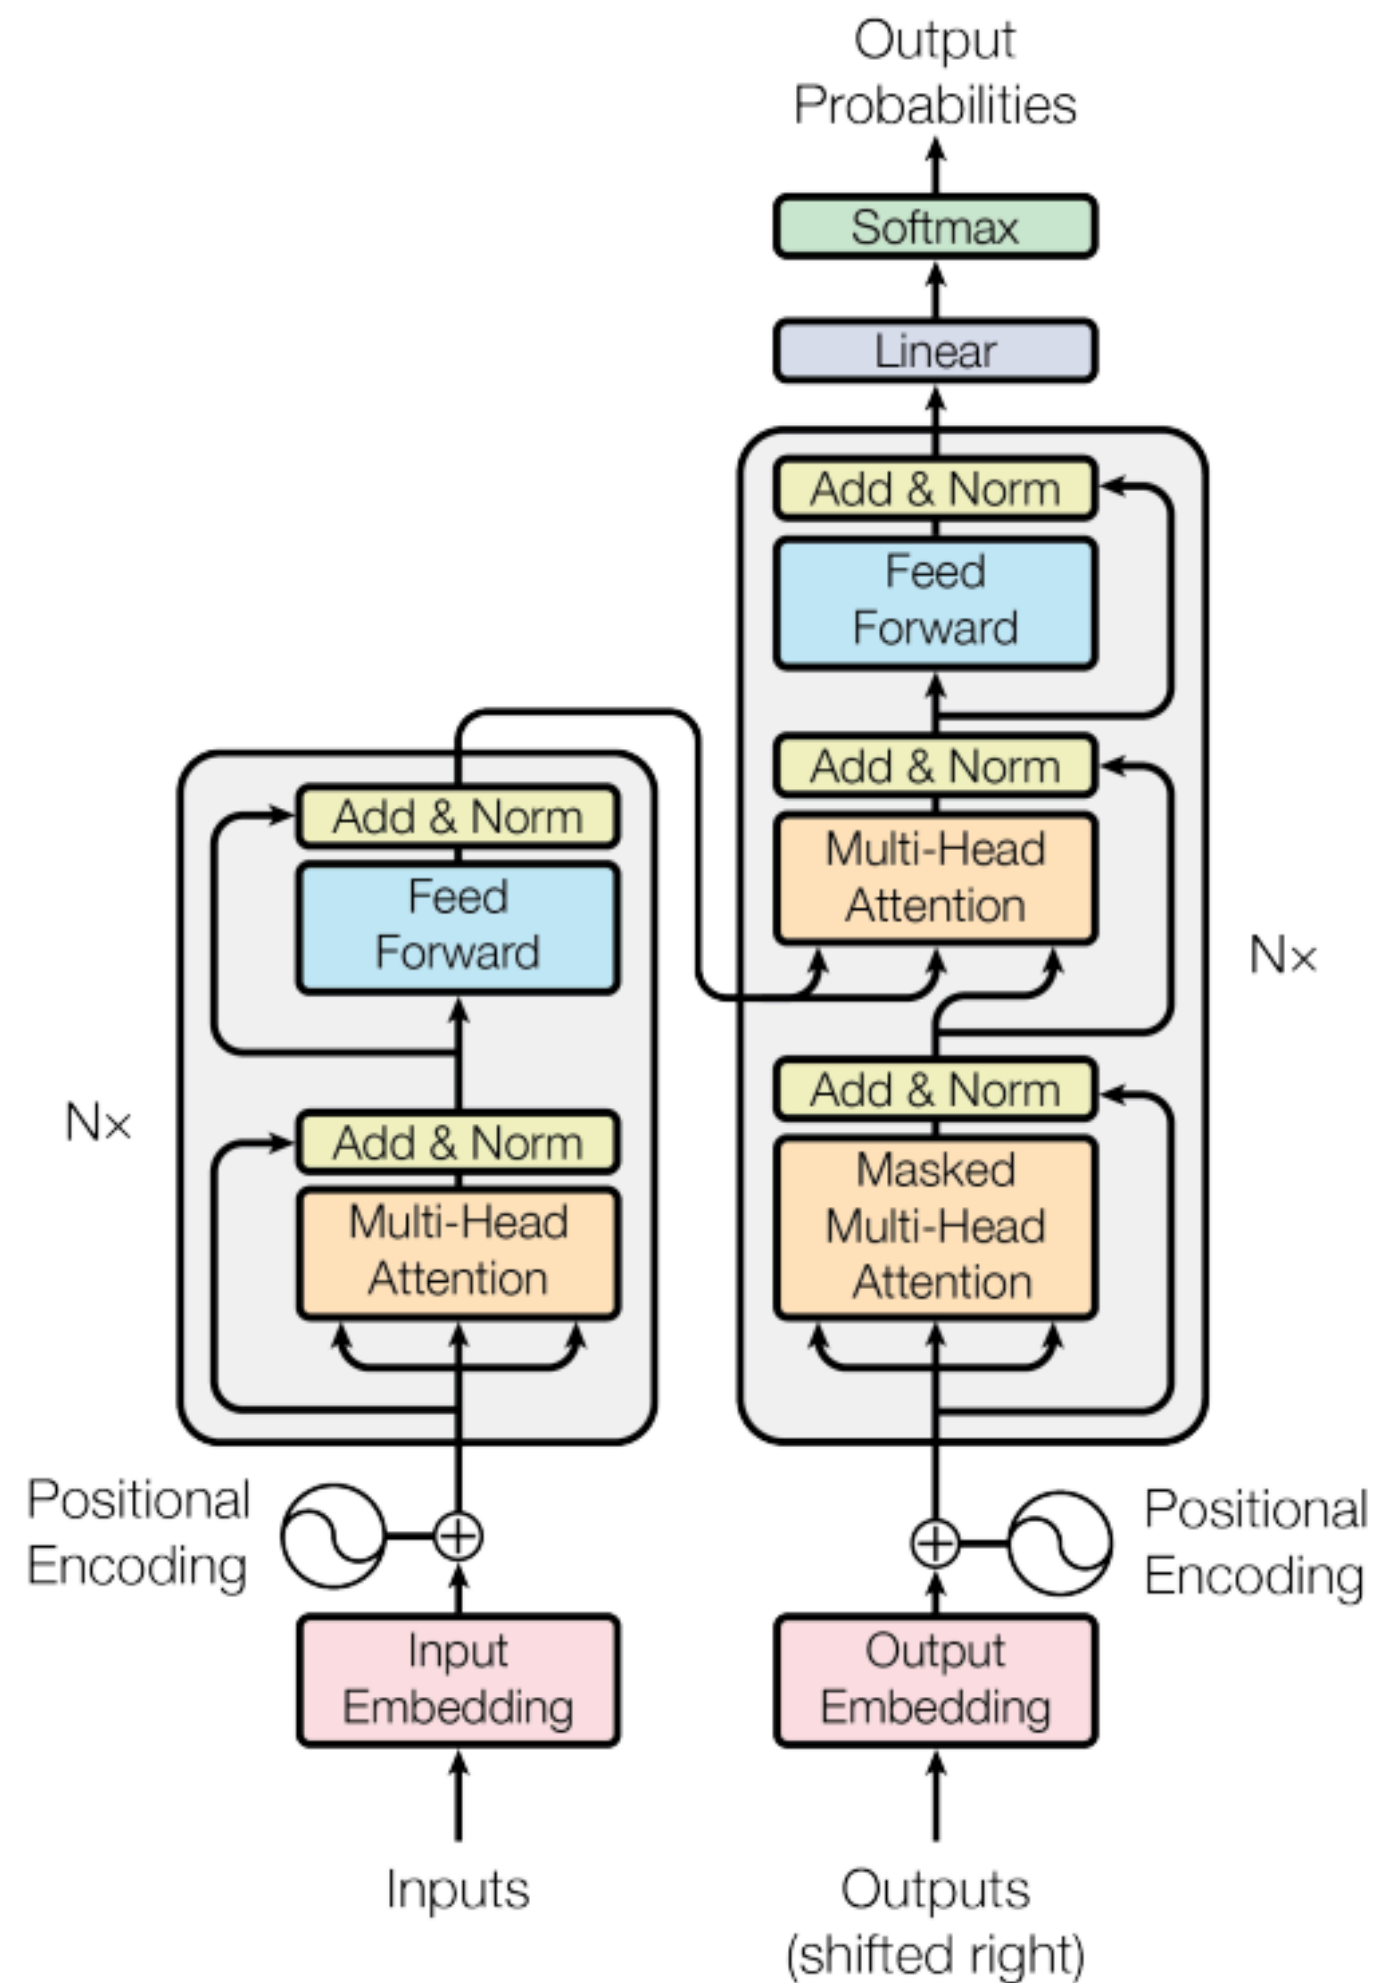 Output
Probabilities
Softmax
Linear
Add & Norm
Feed
Forward
Add & Norm
Multi-Head
Attention
N×
Add & Norm
Masked
Multi-Head
Attention
Add & Norm
Feed
Forward
N×
Add & Norm
Multi-Head
Attention
Positional
Encoding
Positional
Encoding
Input
Embedding
Output
Embedding
Inputs
Outputs
(shifted right)